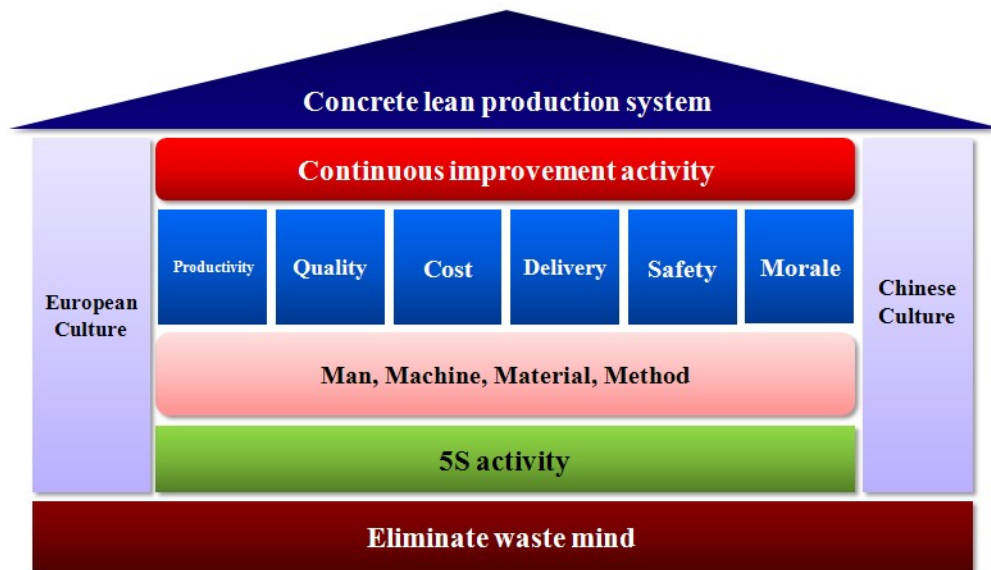 Concrete lean production system
Continuous improvement activity
European
Culture
Productivity
Quality
Cost
Delivery
Safety
Morale
Chinese
Culture
Man, Machine, Material, Method
5S activity
Eliminate waste mind